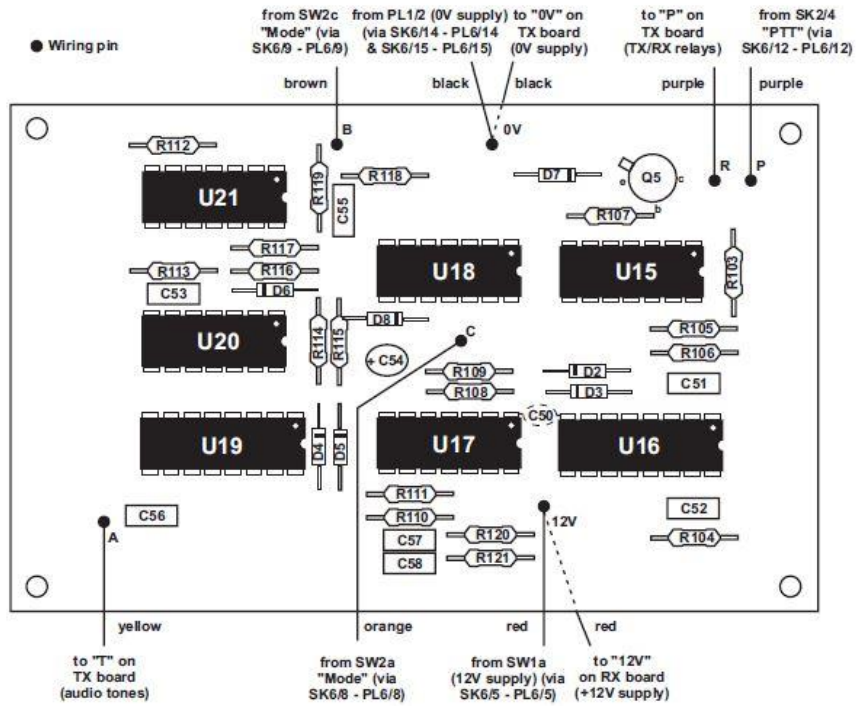 from SW2c
"Mode" (via
SK6/9 - PL6/9)
from PL1/2 (0V supply)
(via SK6/14 - PL6/14
& SK6/15 - PL6/15)
to "0V" on
TX board
(0V supply)
to "P" on
TX board
(TX/RX relays)
from SK2/4
"PTT" (via
SK6/12 - PL6/12)
Wiring pin
brown
black
black
purple
purple
B
0V
R112
D7
Q5
e
c
b
R
P
R119
R118
U21
C55
R107
R117
R113
R116
U18
U15
R103
C53
D6
D8
R105
U20
R114
R115
C
R106
+ C54
R109
D2
C51
R108
D3
C50
U19
D4
D5
U17
U16
R111
C56
R110
12V
C52
A
C57
R120
R104
C58
R121
yellow
orange
red
red
to "T" on
TX board
(audio tones)
from SW2a
"Mode" (via
SK6/8 - PL6/8)
from SW1a
(12V supply) (via
SK6/5 - PL6/5)
to "12V"
on RX board
(+12V supply)